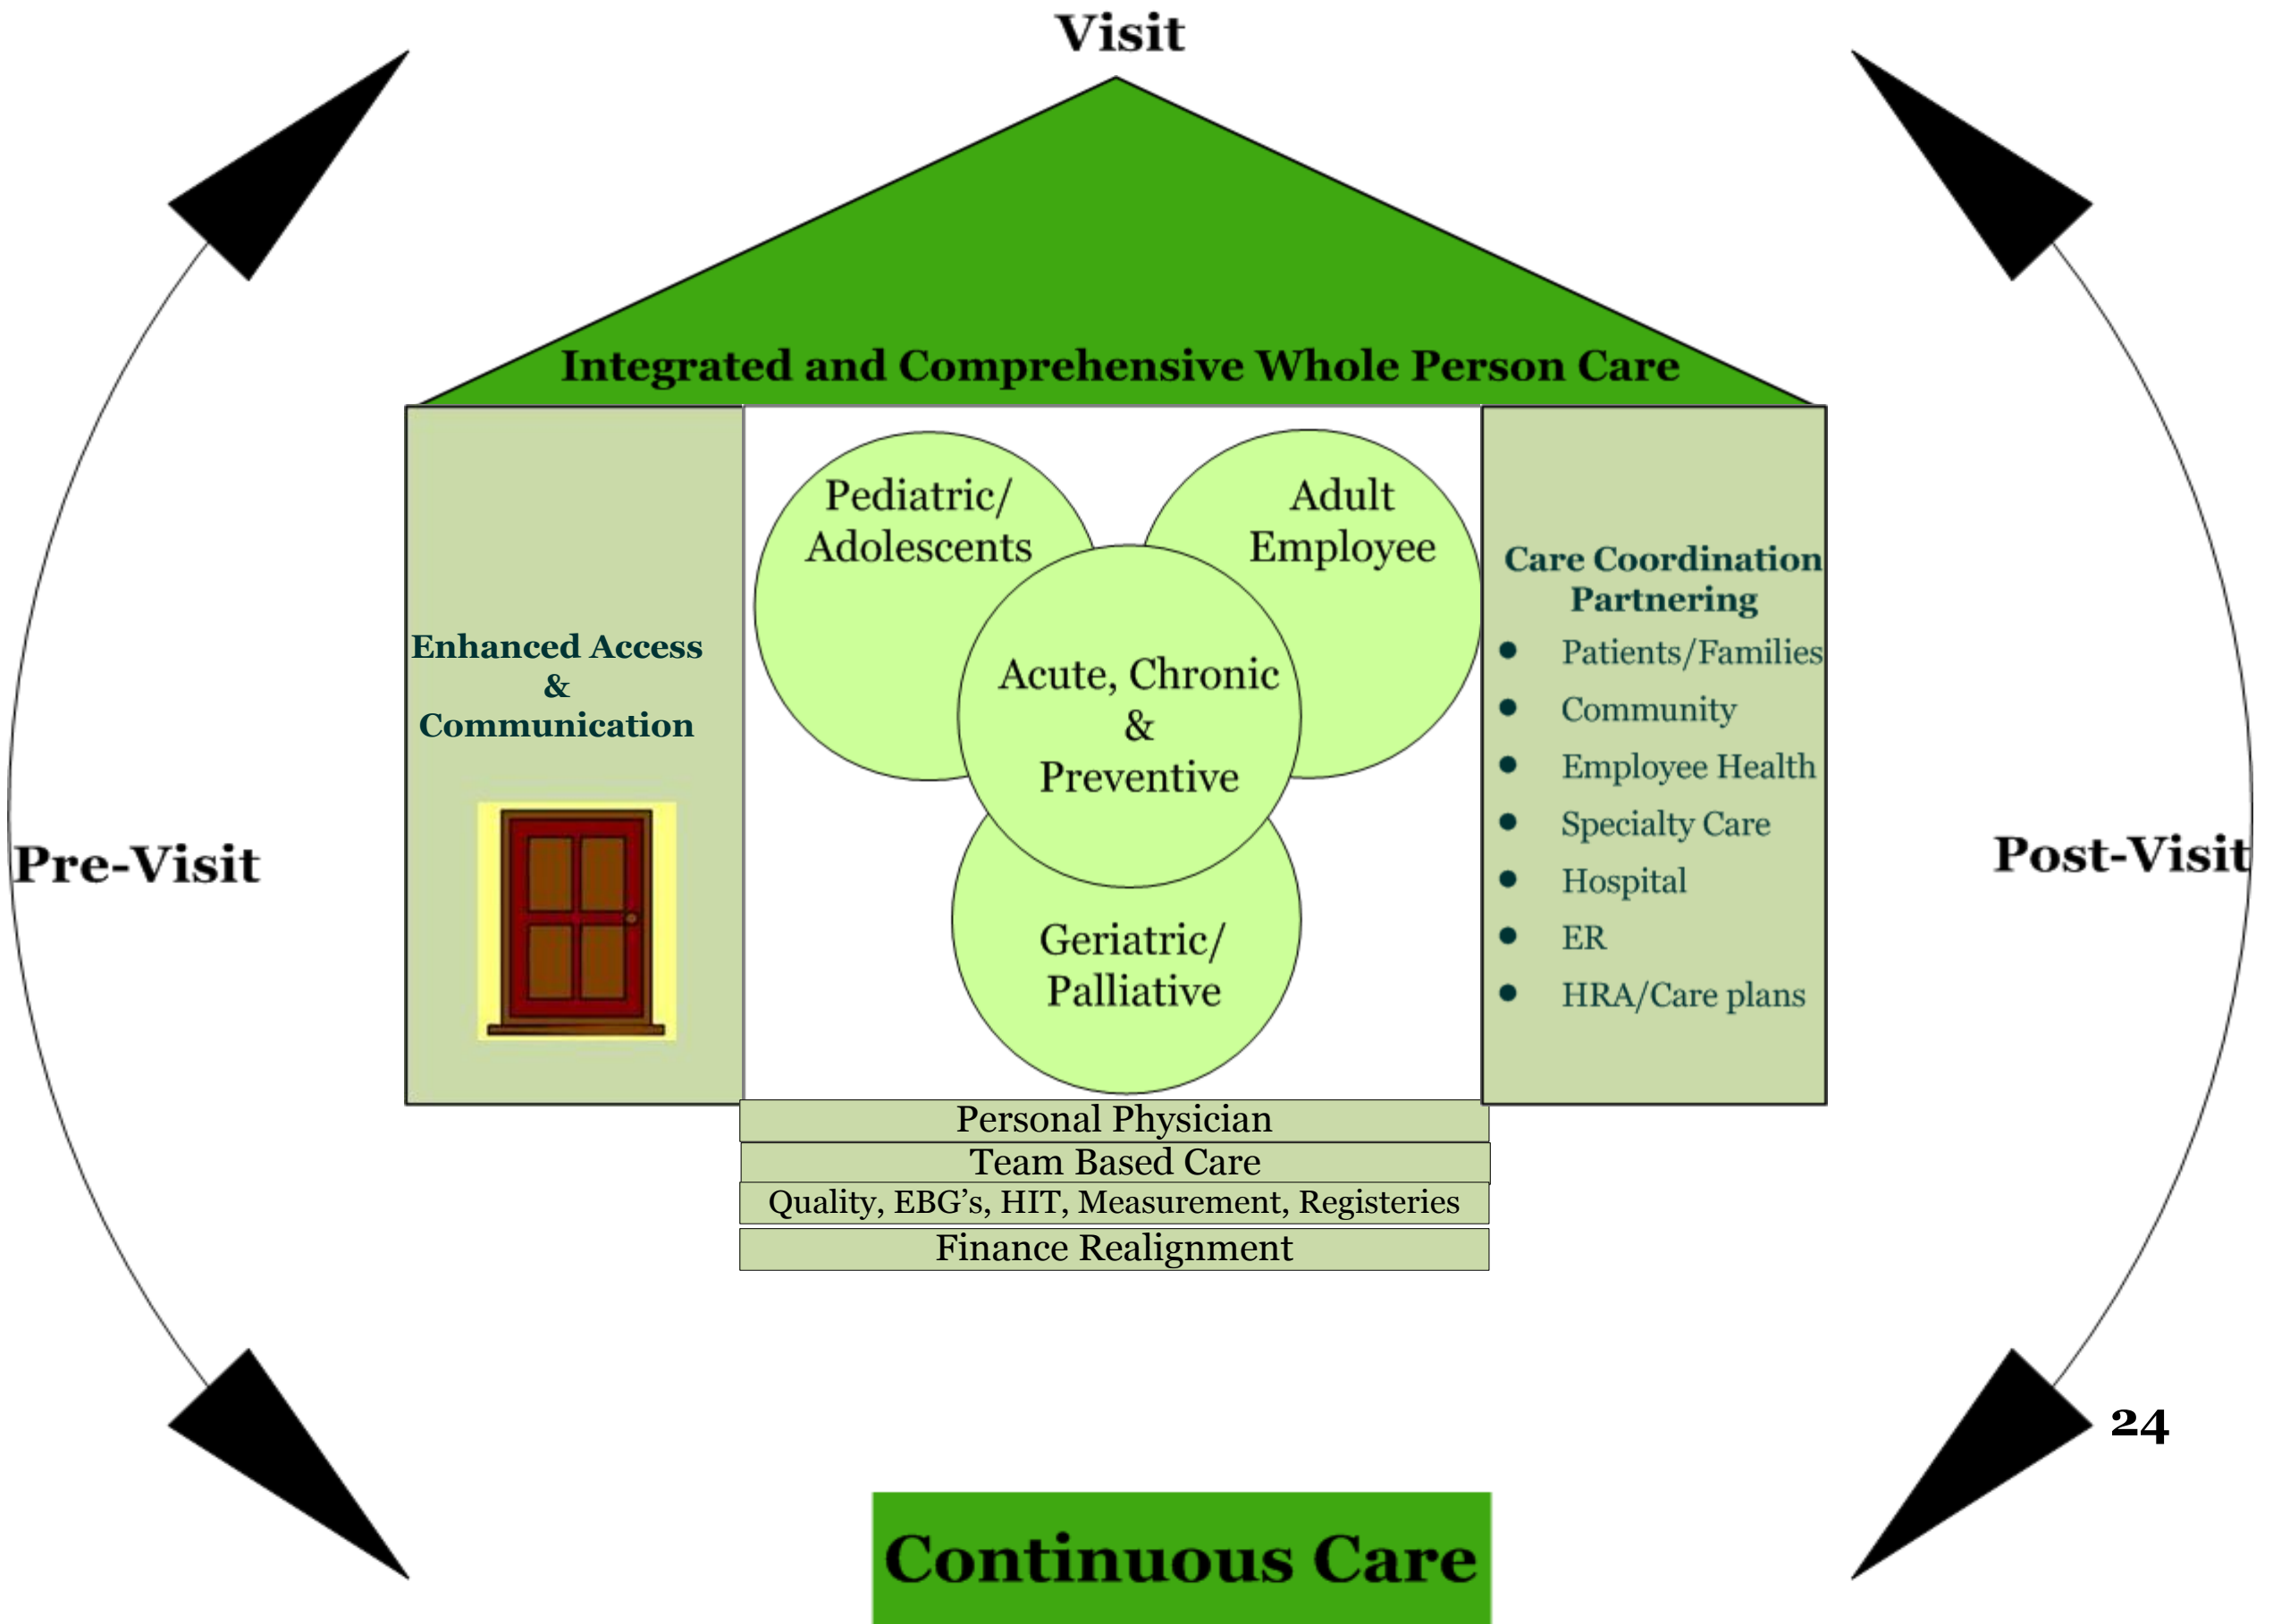 Visit
Integrated and Comprehensive Whole Person Care
Pre-Visit
Enhanced Access
&
Communication
Pediatric/
Adolescents
Adult
Employee
Acute, Chronic
&
Preventive
Geriatric/
Palliative
Care Coordination
Partnering
● Patients/Families
● Community
● Employee Health
● Specialty Care
● Hospital
● ER
● HRA/Care plans
Post-Visit
Personal Physician
Team Based Care
Quality, EBG’s, HIT, Measurement, Registeries
Finance Realignment
24
Continuous Care